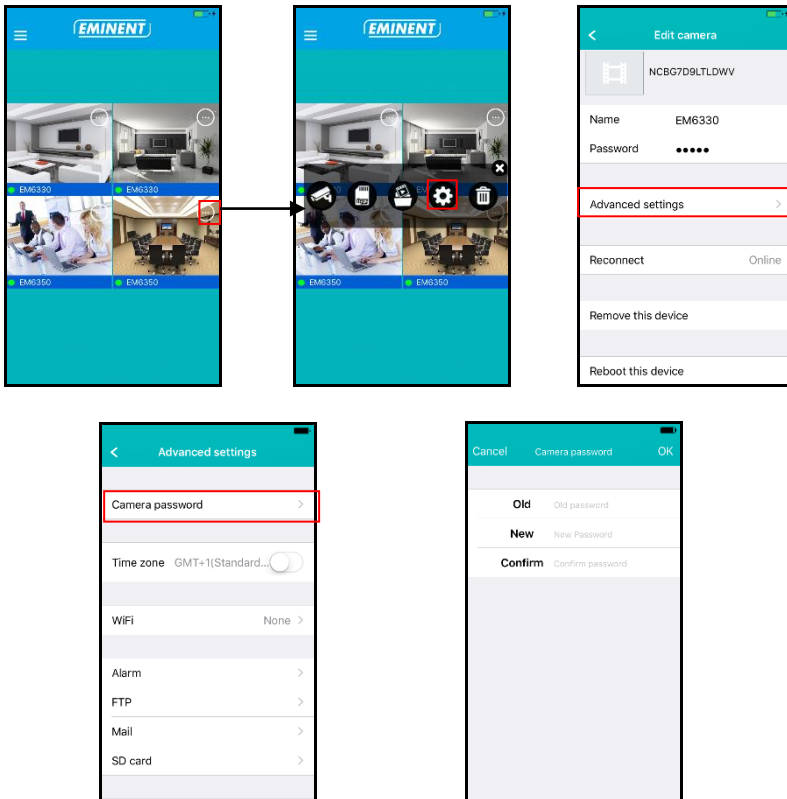 EMINENT
EM6330
EM6330
EM6350
EM6350
EMINENT
EM6350
EM6350
Edit camera
NCBG7D9LTLDWV
Name EM6330
Password •••••
Advanced settings
Reconnect Online
Remove this device
Reboot this device
Advanced settings
Camera password
Time zone GMT+1(Standard...
WiFi None
Alarm
FTP
Mail
SD card
Cancel Camera password OK
Old Old password
New New Password
Confirm Confirm password